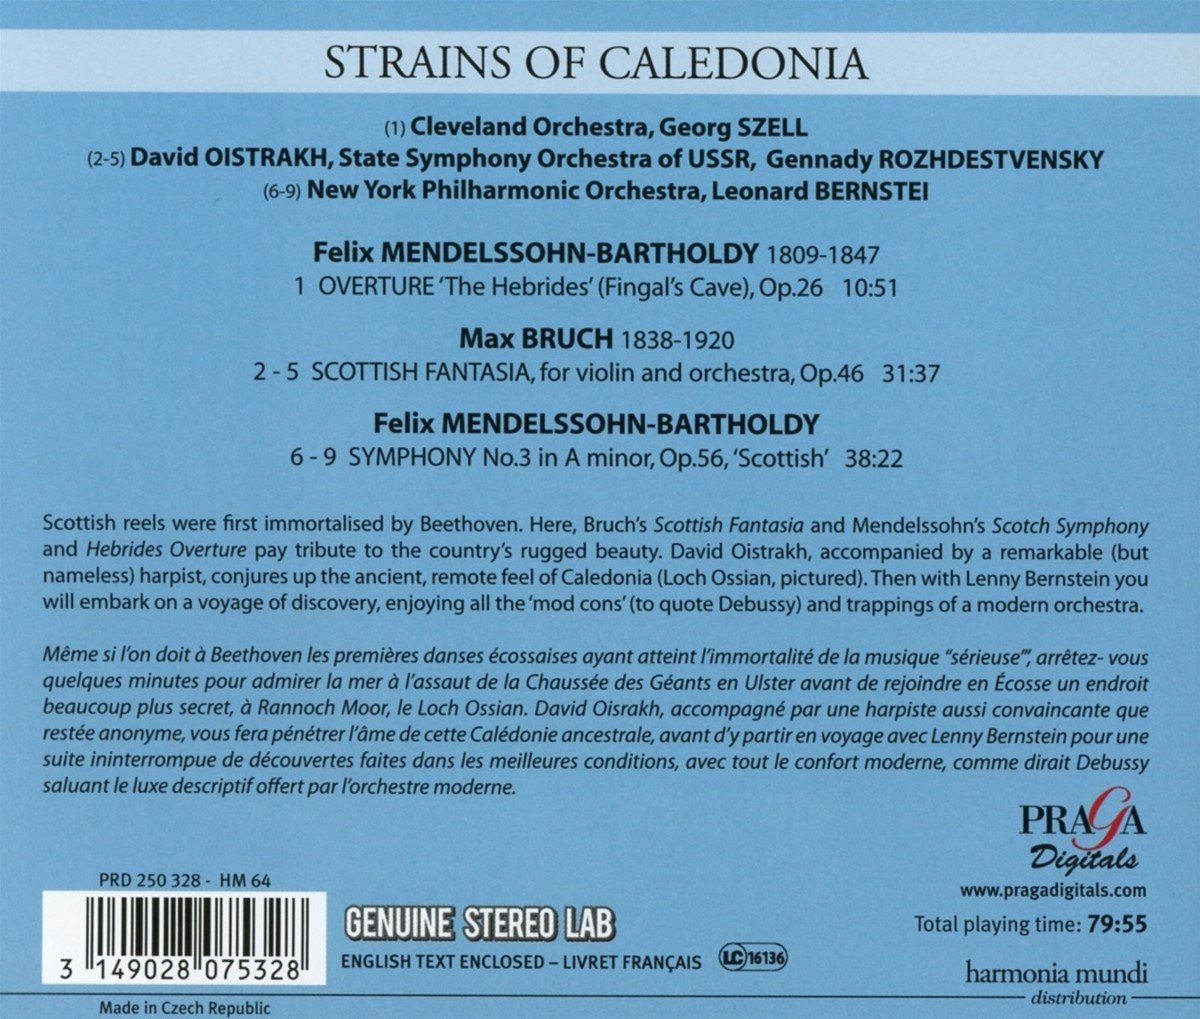 STRAINS OF CALEDONIA
(1) Cleveland Orchestra, Georg SZELL
(2-5) David OISTRAKH, State Symphony Orchestra of USSR, Gennady ROZHDESTVENSKY
(6-9) New York Philharmonic Orchestra, Leonard BERNSTEI
Felix MENDELSSOHN-BARTHOLDY 1809-1847
1 OVERTURE ‘The Hebrides’ (Fingal’s Cave), Op.26 10:51
Max BRUCH 1838-1920
2 - 5 SCOTTISH FANTASIA, for violin and orchestra, Op.46 31:37
Felix MENDELSSOHN-BARTHOLDY
6 - 9 SYMPHONY No.3 in A minor, Op.56, ‘Scottish’ 38:22
Scottish reels were first immortalised by Beethoven. Here, Bruch’s Scottish Fantasia and Mendelssohn’s Scotch Symphony
and Hebrides Overture pay tribute to the country’s rugged beauty. David Oistrakh, accompanied by a remarkable (but
nameless) harpist, conjures up the ancient, remote feel of Caledonia (Loch Ossian, pictured). Then with Lenny Bernstein you
will embark on a voyage of discovery, enjoying all the ‘mod cons’ (to quote Debussy) and trappings of a modern orchestra.
Même si l’on doit à Beethoven les premières danses écossaises ayant atteint l’immortalité de la musique “sérieuse”’, arrêtez- vous
quelques minutes pour admirer la mer à l’assaut de la Chaussée des Géants en Ulster avant de rejoindre en Écosse un endroit
beaucoup plus secret, à Rannoch Moor, le Loch Ossian. David Oisrakh, accompagné par une harpiste aussi convaincante que
restée anonyme, vous fera pénétrer l’âme de cette Calédonie ancestrale, avant d’y partir en voyage avec Lenny Bernstein pour une
suite ininterrompue de découvertes faites dans les meilleures conditions, avec tout le confort moderne, comme dirait Debussy
saluant le luxe descriptif offert par l’orchestre moderne.
PRAGA
Digitals
www.pragadigitals.com
Total playing time: 79:55
harmonia mundi
distribution
PRD 250 328 - HM 64
3 149028 075328
GENUINE STEREO LAB
ENGLISH TEXT ENCLOSED – LIVRET FRANÇAIS
LC 16136
Made in Czech Republic